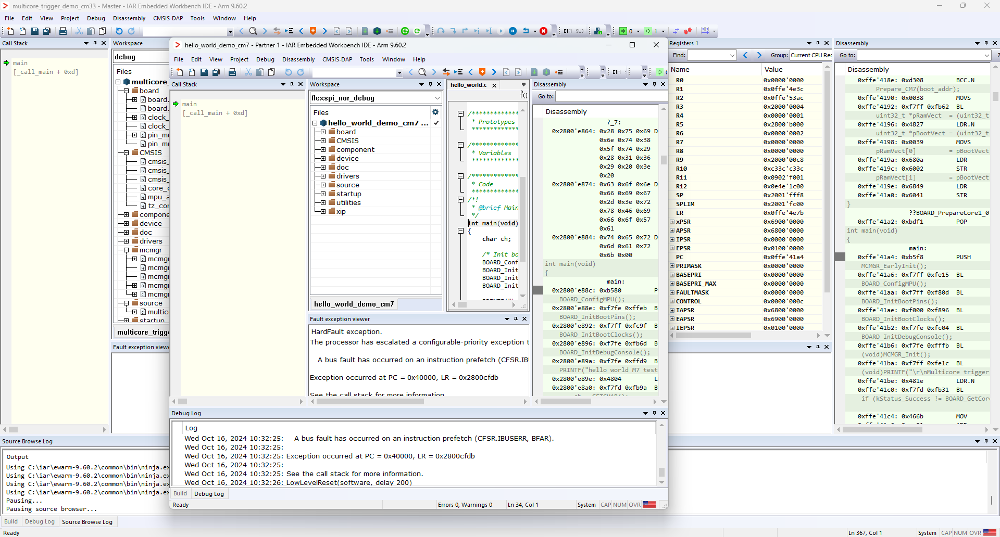 multicore_trigger_demo_cm33 - Master - IAR Embedded Workbench IDE - Arm 9.60.2
File Edit View Project Debug Disassembly CMSIS-DAP Tools Window Help
ETM SWO 0 1
Call Stack
main
[_call_main + 0xd]
Workspace
debug
Files
multicore_
board
board.
board.
clock_
clock_
pin_mu
pin_mu
CMSIS
cmsis_
cmsis_
cmsis_
core_c
mpu_a
tz_cor
compone
device
doc
drivers
mcmgr
mcmgr
mcmgr
mcmgr
mcmgr
mcmgr
source
multico
startup
multicore_trigge
Fault exception viewe
hello_world_demo_cm7 - Partner 1 - IAR Embedded Workbench IDE - Arm 9.60.2
File Edit View Project Debug Disassembly CMSIS-DAP Tools Window Help
ETM
Call Stack
main
[_call_main + 0xd]
Workspace
flexspi_nor_debug
Files
hello_world_demo_cm7 ...
board
CMSIS
component
device
doc
drivers
source
startup
utilities
xip
hello_world_demo_cm7
hello_world.c
f()
/**************
* Prototypes
**************
/**************
* Variables
**************
/**************
* Code
**************
/*!
* @brief Main
*/
int main(void)
{
char ch;
/* Init bo
BOARD_Conf
BOARD_Init
BOARD_Init
BOARD_Init
Disassembly
Go to:
Disassembly
?_7:
0x2800'e864: 0x28 0x75 0x69 D
0x6e 0x74 0x38
0x5f 0x74 0x29
0x28 0x31 0x36
0x29 0x20 0x3e
0x20
0x2800'e874: 0x63 0x6f 0x6e D
0x66 0x69 0x67
0x2d 0x3e 0x72
0x78 0x46 0x69
0x66 0x6f 0x57
0x61
0x2800'e884: 0x74 0x65 0x72 D
0x6d 0x61 0x72
0x6b 0x00
int main(void)
{
main:
0x2800'e88c: 0xb580 P
BOARD_ConfigMPU();
0x2800'e88e: 0xf7fe 0xffeb B
BOARD_InitBootPins();
0x2800'e892: 0xf7ff 0xfc9f B
BOARD_InitBootClocks();
0x2800'e896: 0xf7fe 0xfb6d B
BOARD_InitDebugConsole();
0x2800'e89a: 0xf7fe 0xffd9 B
PRINTF("hello world M7 test
0x2800'e89e: 0x4804 L
0x2800'e8a0: 0xf7fd 0xfb9a B
ch = GETCHAR();
Fault exception viewer
HardFault exception.
The processor has escalated a configurable-priority exception t
A bus fault has occurred on an instruction prefetch (CFSR.IB
Exception occurred at PC = 0x40000, LR = 0x2800cfdb
See the call stack for more information
Debug Log
Log
Wed Oct 16, 2024 10:32:25: A bus fault has occurred on an instruction prefetch (CFSR.IBUSERR, BFAR).
Wed Oct 16, 2024 10:32:25:
Wed Oct 16, 2024 10:32:25: Exception occurred at PC = 0x40000, LR = 0x2800cfdb
Wed Oct 16, 2024 10:32:25:
Wed Oct 16, 2024 10:32:25: See the call stack for more information.
Wed Oct 16, 2024 10:32:26: LowLevelReset(software, delay 200)
Build Debug Log
Ready Errors 0, Warnings 0 Ln 34, Col 1 System CAP NUM OVR
Registers 1
Find: Group: Current CPU Reg
Name Value
R0 0x0000'0000
R1 0x0ffe'4e3c
R2 0x0ffe'53ac
R3 0x2000'0004
R4 0x0000'0001
R5 0x2800'b000
R6 0x0000'0002
R7 0x0000'0000
R8 0x0000'0000
R9 0x2000'00c8
R10 0xc33c'c33c
R11 0x0902'f001
R12 0x0e4e'1c00
SP 0x2001'fff8
SPLIM 0x2001'fc00
LR 0x0ffe'4e7b
xPSR 0x6900'0000
APSR 0x6800'0000
IPSR 0x0000'0000
EPSR 0x0100'0000
PC 0x0ffe'41a4
PRIMASK 0x0000'0000
BASEPRI 0x0000'0000
BASEPRI_MAX 0x0000'0000
FAULTMASK 0x0000'0000
CONTROL 0x0000'000c
IAPSR 0x6800'0000
EAPSR 0x6900'0000
IEPSR 0x0100'0000
Disassembly
Go to:
Disassembly
0xffe'418e: 0xd308 BCC.N
Prepare_CM7(boot_addr);
0xffe'4190: 0x0038 MOVS
0xffe'4192: 0xf7ff 0xfb62 BL
uint32_t *pRamVect = (uint32_t
0xffe'4196: 0x4827 LDR.N
uint32_t *pBootVect = (uint32_t
0xffe'4198: 0x0039 MOVS
pRamVect[0] = pBootVect
0xffe'419a: 0x680a LDR
0xffe'419c: 0x6002 STR
pRamVect[1] = pBootVect
0xffe'419e: 0x6849 LDR
0xffe'41a0: 0x6041 STR
}
??BOARD_PrepareCore1_0
0xffe'41a2: 0xbdf1 POP
int main(void)
{
main:
0xffe'41a4: 0xb5f8 PUSH
MCMGR_EarlyInit();
0xffe'41a6: 0xf7ff 0xfe15 BL
BOARD_ConfigMPU();
0xffe'41aa: 0xf7ff 0xf80d BL
BOARD_InitBootPins();
0xffe'41ae: 0xf000 0xf896 BL
BOARD_InitBootClocks();
0xffe'41b2: 0xf7fe 0xfc04 BL
BOARD_InitDebugConsole();
0xffe'41b6: 0xf7fe 0xfffb BL
(void)MCMGR_Init();
0xffe'41ba: 0xf7ff 0xfe1c BL
(void)PRINTF("\r\nMulticore trigger
0xffe'41be: 0x481e LDR.N
0xffe'41c0: 0xf7fd 0xfb31 BL
if (kStatus_Success != BOARD_GetCor
0xffe'41c4: 0x466b MOV
Source Browse Log
Output
Using C:\iar\ewarm-9.60.2\common\bin\ninja.ex
Using C:\iar\ewarm-9.60.2\common\bin\ninja.ex
Using C:\iar\ewarm-9.60.2\common\bin\ninja.ex
Using C:\iar\ewarm-9.60.2\common\bin\ninja.ex
Pausing...
Pausing source browser...
Build Debug Log Source Browse Log
Ready Ln 367, Col 1 System CAP NUM OVR